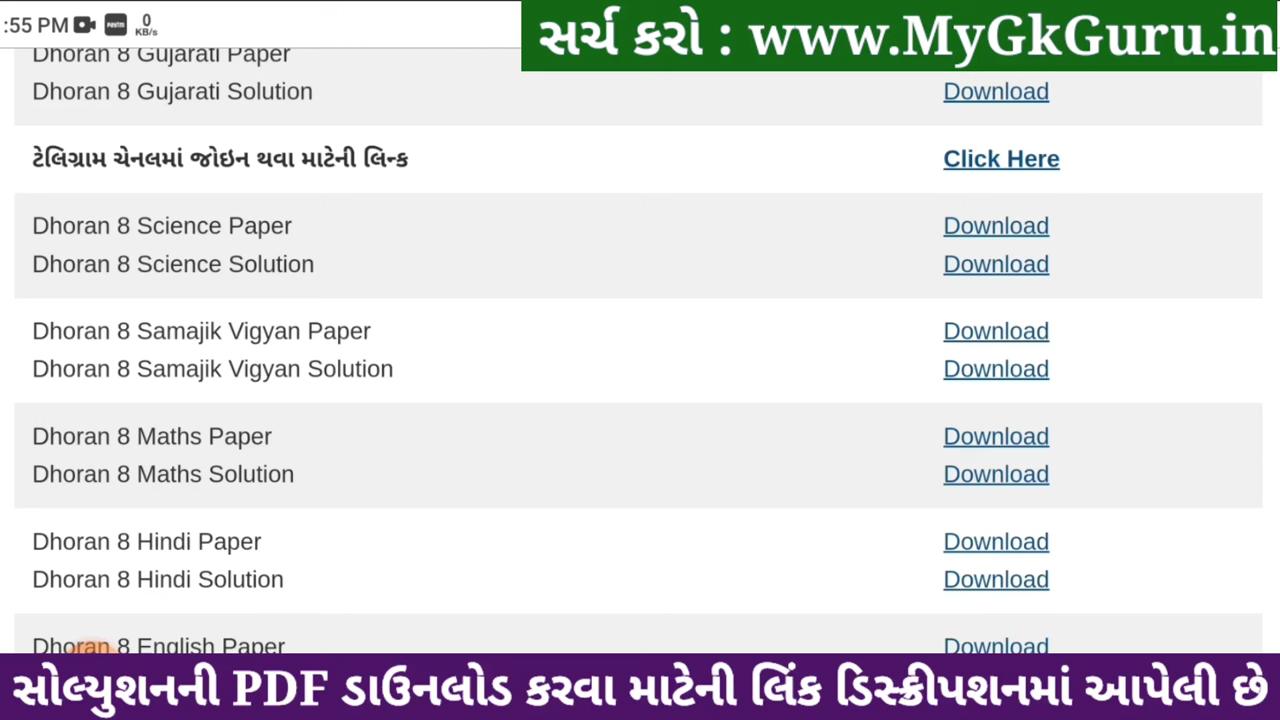 :55 PM
Paytm
0
KB/s
સર્ચ કરો : www.MyGkGuru.in
Dhoran 8 Gujarati Paper
Dhoran 8 Gujarati Solution Download
ટેલિગ્રામ ચેનલમાં જોઇન થવા માટેની લિન્ક Click Here
Dhoran 8 Science Paper Download
Dhoran 8 Science Solution Download
Dhoran 8 Samajik Vigyan Paper Download
Dhoran 8 Samajik Vigyan Solution Download
Dhoran 8 Maths Paper Download
Dhoran 8 Maths Solution Download
Dhoran 8 Hindi Paper Download
Dhoran 8 Hindi Solution Download
Dhoran 8 English Paper Download
સોલ્યુશનની PDF ડાઉનલોડ કરવા માટેની લિંક ડિસ્ક્રીપશનમાં આપેલી છે